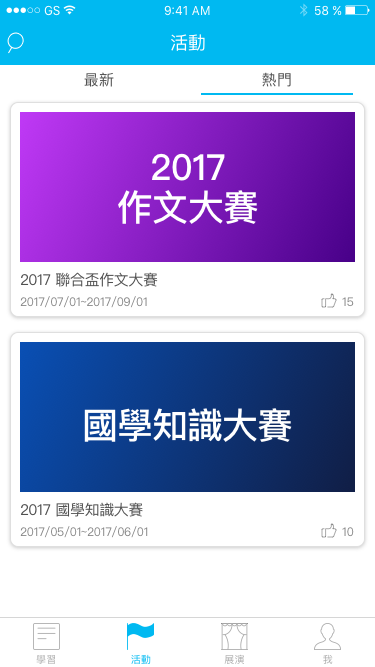 GS 9:41 AM 58 %
活動
最新 熱門
2017
作文大賽
2017 聯合盃作文大賽
2017/07/01~2017/09/01 15
國學知識大賽
2017 國學知識大賽
2017/05/01~2017/06/01 10
學習 活動 展演 我